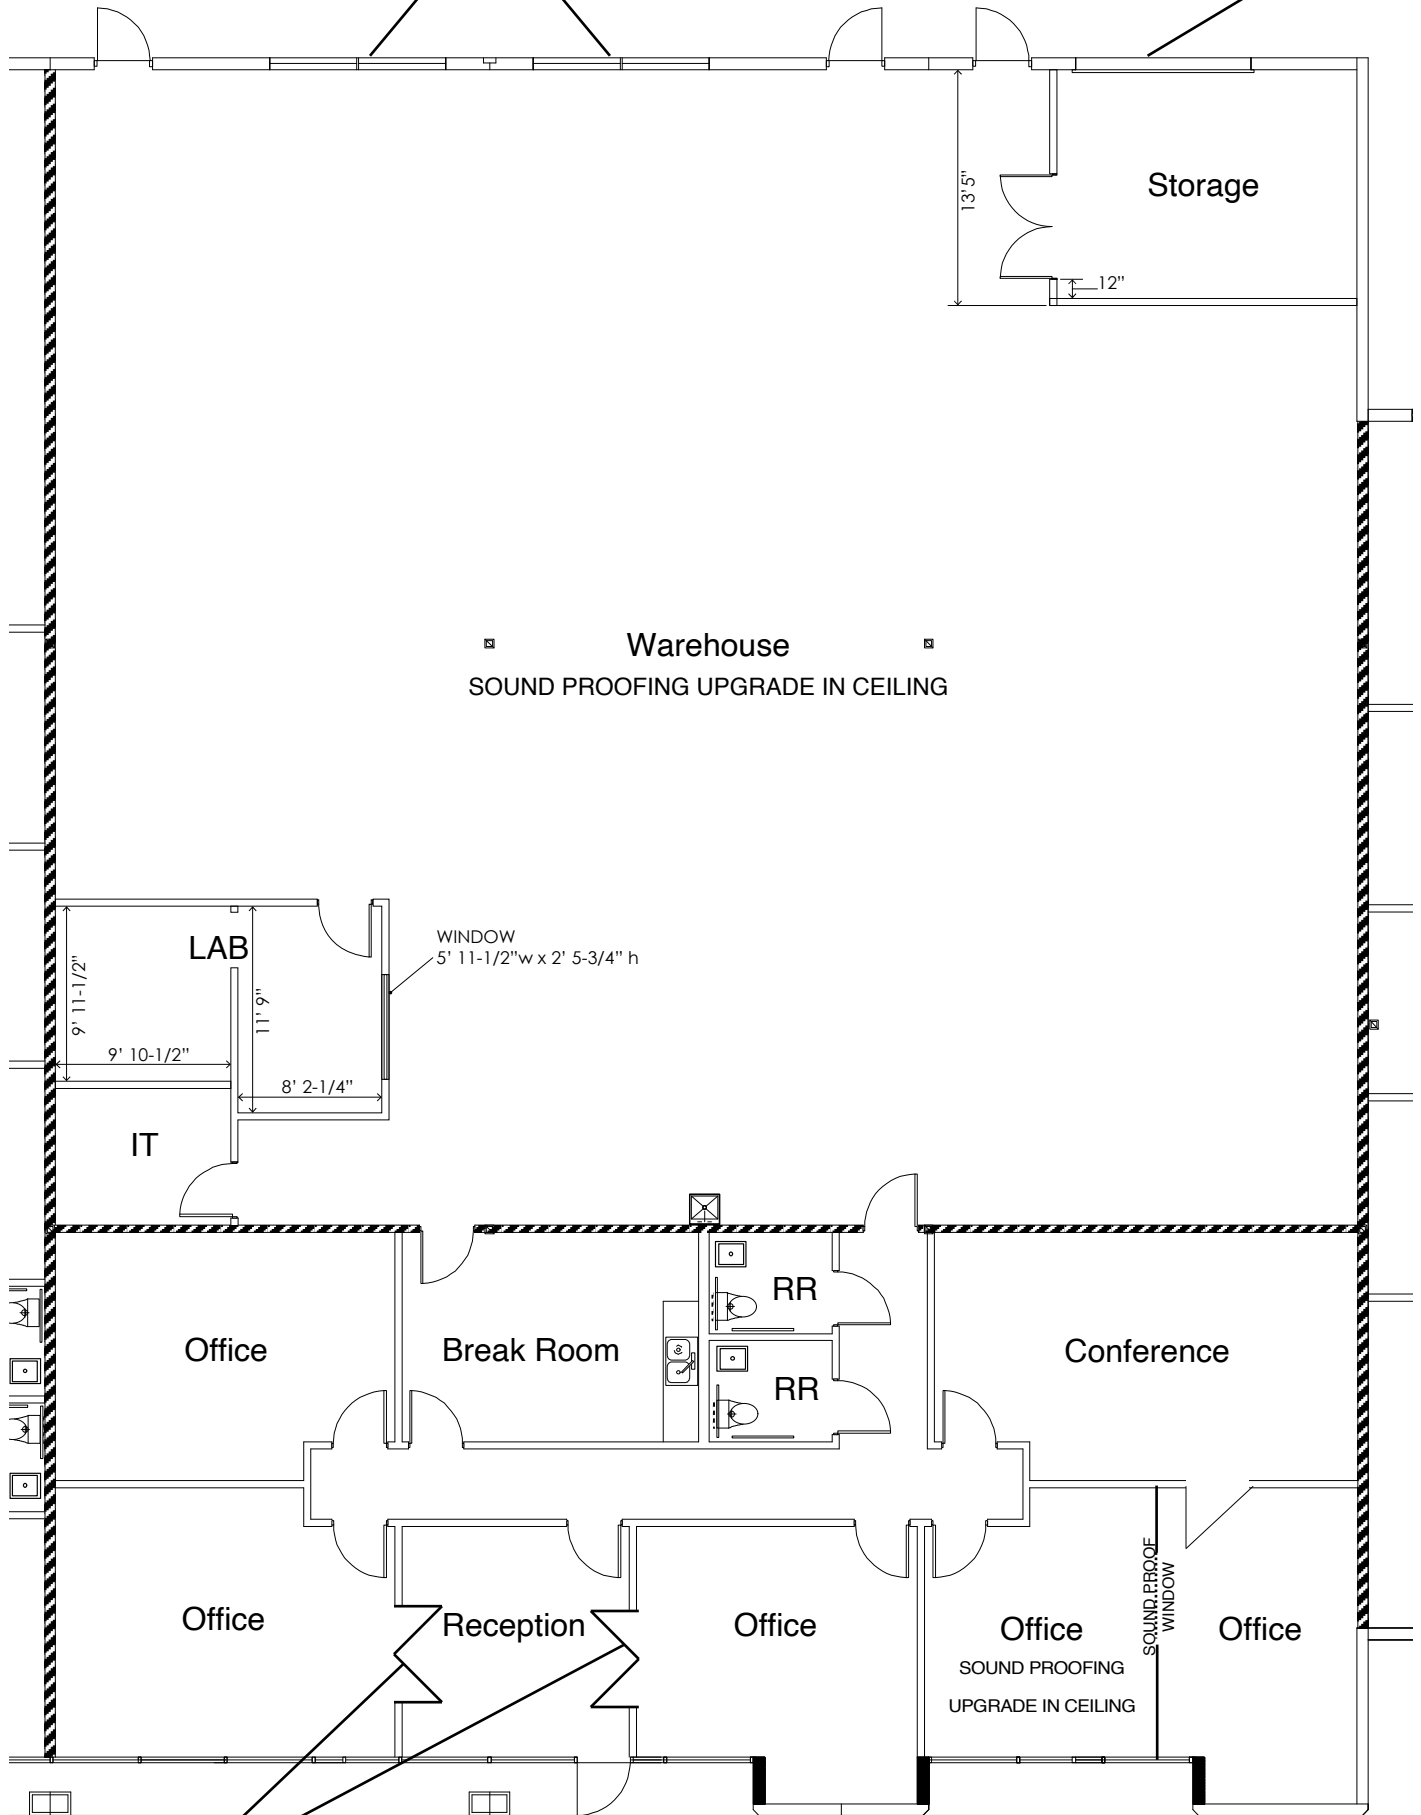 Storage
13' 5"
12"
Warehouse
SOUND PROOFING UPGRADE IN CEILING
LAB
WINDOW
5' 11-1/2"w x 2' 5-3/4" h
9' 11-1/2"
11' 9"
9' 10-1/2"
8' 2-1/4"
IT
RR
Office
Break Room
Conference
RR
SOUND PROOF
WINDOW
Office
Reception
Office
Office
Office
SOUND PROOFING
UPGRADE IN CEILING